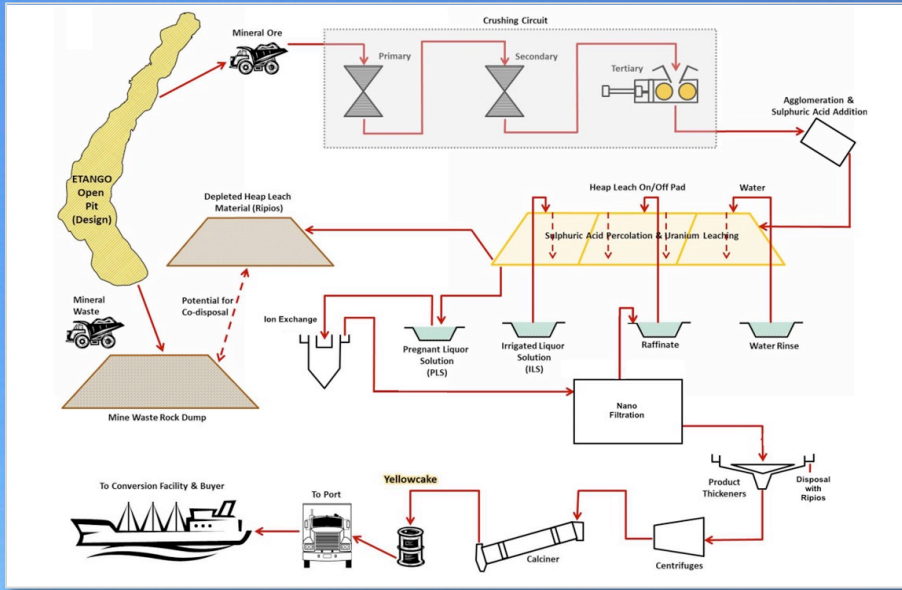 Crushing Circuit
Mineral Ore
Primary
Secondary
Tertiary
Agglomeration &
Sulphuric Acid Addition
ETANGO
Open
Pit
(Design)
Depleted Heap Leach
Material (Ripios)
Heap Leach On/Off Pad
Water
Sulphuric Acid Percolation & Uranium Leaching
Mineral
Waste
Potential for
Co-disposal
Ion Exchange
Pregnant Liquor
Solution
(PLS)
Irrigated Liquor
Solution
(ILS)
Raffinate
Water Rinse
Mine Waste Rock Dump
Nano
Filtration
Product
Thickeners
Disposal
with
Ripios
To Conversion Facility & Buyer
To Port
Yellowcake
Calciner
Centrifuges